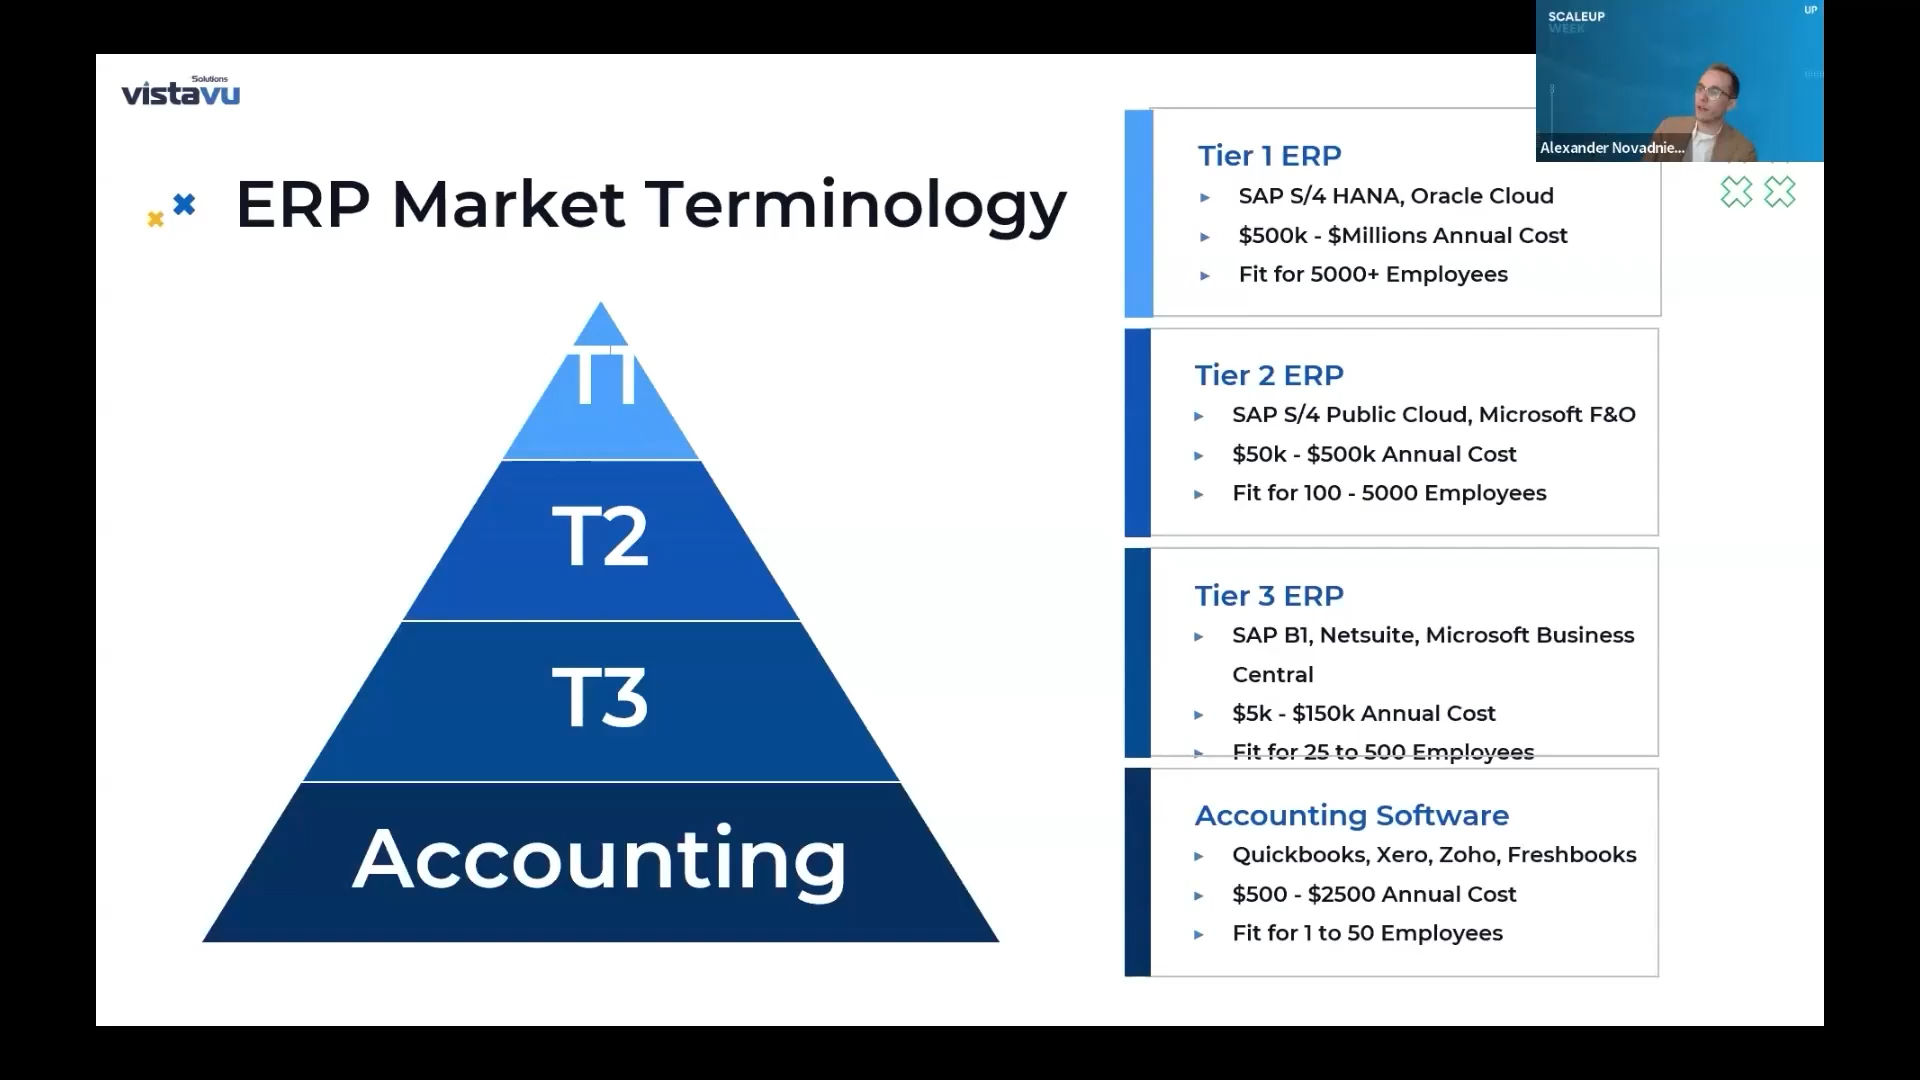 Solutions
vistavu
ERP Market Terminology
T1
T2
T3
Accounting
Tier 1 ERP
SAP S/4 HANA, Oracle Cloud
$500k - $Millions Annual Cost
Fit for 5000+ Employees
Tier 2 ERP
SAP S/4 Public Cloud, Microsoft F&O
$50k - $500k Annual Cost
Fit for 100 - 5000 Employees
Tier 3 ERP
SAP B1, Netsuite, Microsoft Business
Central
$5k - $150k Annual Cost
Fit for 25 to 500 Employees
Accounting Software
Quickbooks, Xero, Zoho, Freshbooks
$500 - $2500 Annual Cost
Fit for 1 to 50 Employees
SCALEUP
WEEK
UP
Alexander Novadnie...